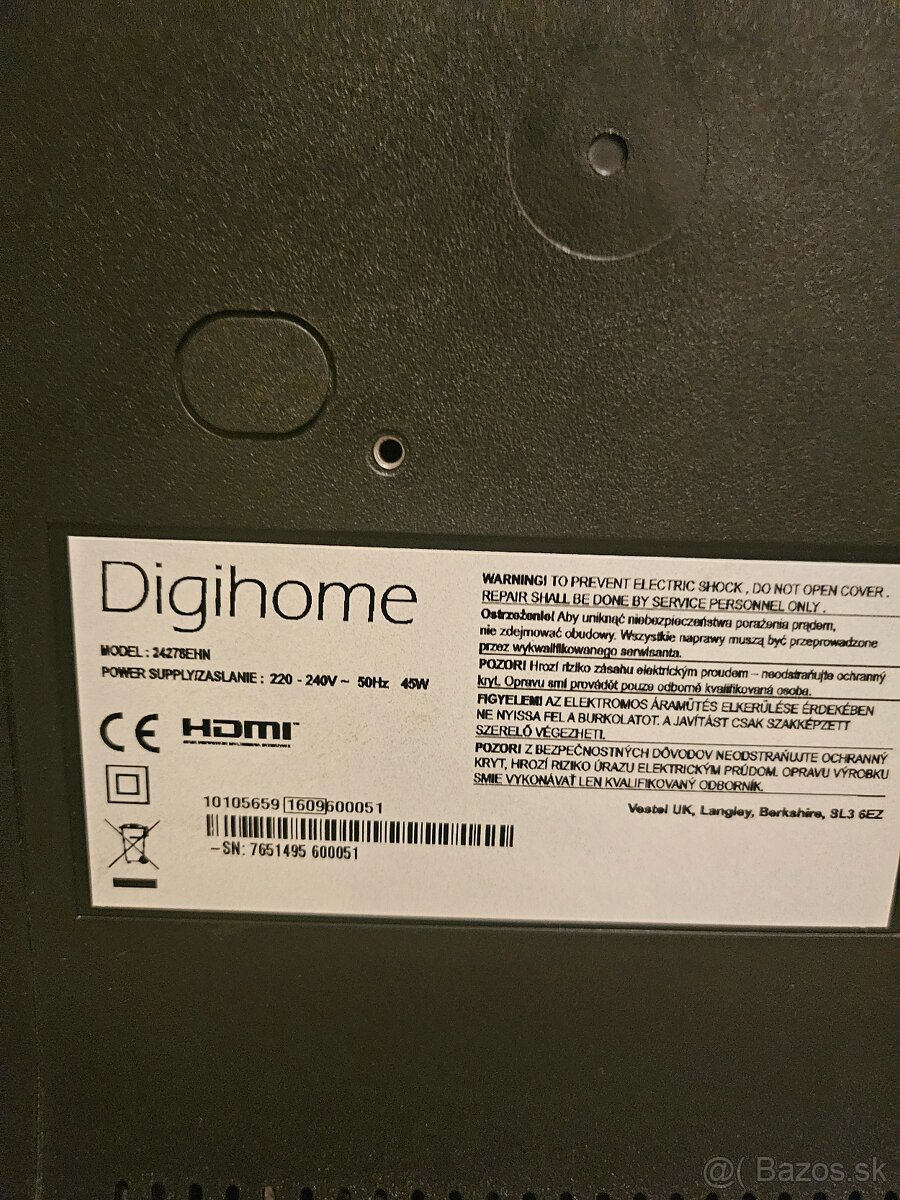 Digihome
MODEL : 24278EHN
POWER SUPPLY/ZASLANIE : 220 - 240V ~ 50Hz 45W
CE HDMI
10105659 1609 600051
-SN: 7651495 600051
WARNING! TO PREVENT ELECTRIC SHOCK , DO NOT OPEN COVER .
REPAIR SHALL BE DONE BY SERVICE PERSONNEL ONLY .
Ostrzeżenie! Aby uniknąć niebezpieczeństwa porażenia prądem,
nie zdejmować obudowy. Wszystkie naprawy muszą być przeprowadzone
przez wykwalifikowanego serwisanta.
POZOR! Hrozí riziko zásahu elektrickým proudem – neodstraňujte ochranný
kryt. Opravu smí provádět pouze odborně kvalifikovaná osoba.
FIGYELEM! AZ ELEKTROMOS ÁRAMÜTÉS ELKERÜLÉSE ÉRDEKÉBEN
NE NYISSA FEL A BURKOLATOT. A JAVÍTÁST CSAK SZAKKÉPZETT
SZERELŐ VÉGEZHETI.
POZOR! Z BEZPEČNOSTNÝCH DÔVODOV NEODSTRAŇUJTE OCHRANNÝ
KRYT, HROZÍ RIZIKO ÚRAZU ELEKTRICKÝM PRÚDOM. OPRAVU VÝROBKU
SMIE VYKONÁVAŤ LEN KVALIFIKOVANÝ ODBORNÍK.
Vestel UK, Langley, Berkshire, SL3 6EZ
@( Bazos.sk